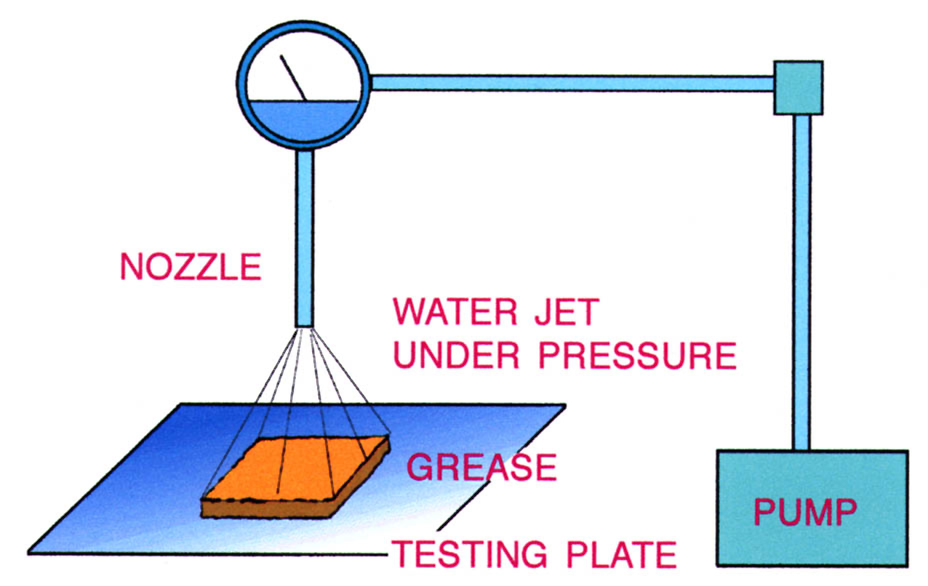 NOZZLE
WATER JET
UNDER PRESSURE
GREASE
PUMP
TESTING PLATE